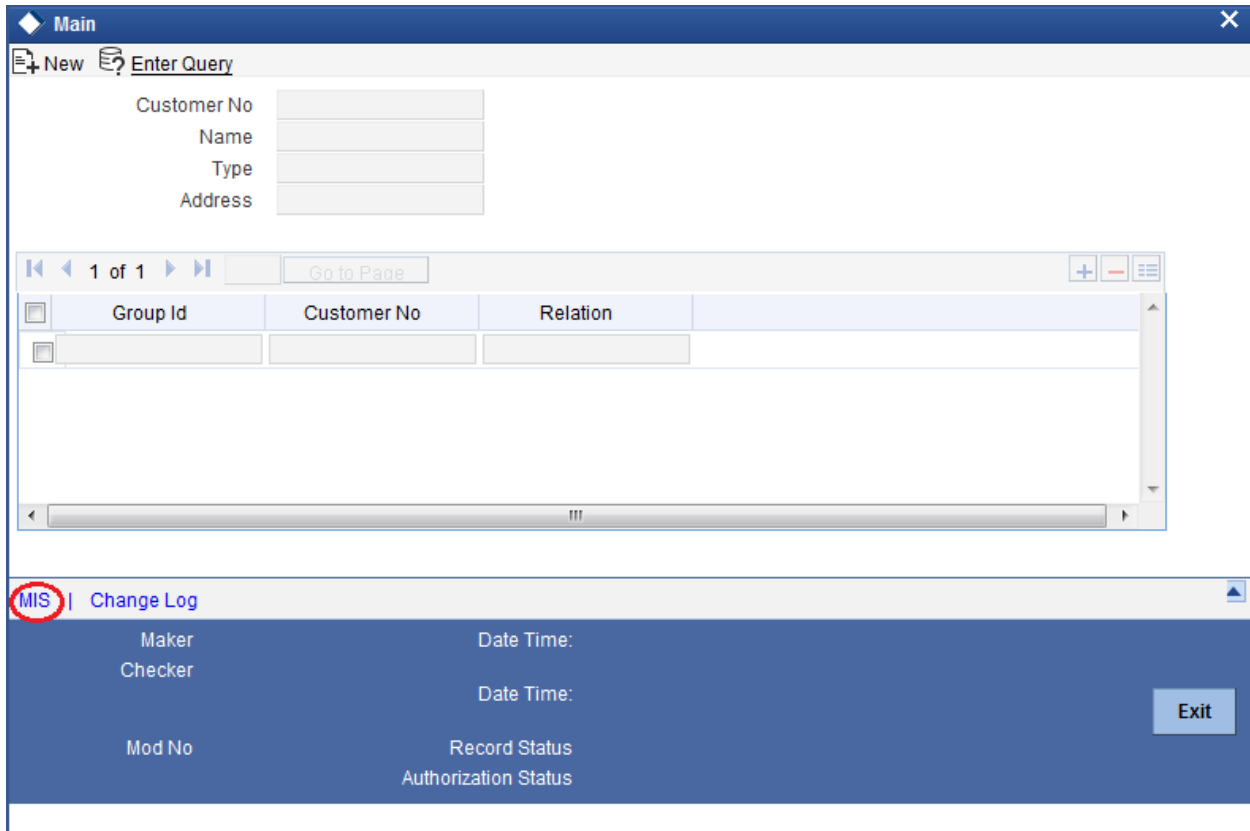 Main
New Enter Query
Customer No
Name
Type
Address
1 of 1 Go to Page
Group Id Customer No Relation
MIS | Change Log
Maker Date Time:
Checker
Date Time:
Exit
Mod No Record Status
Authorization Status